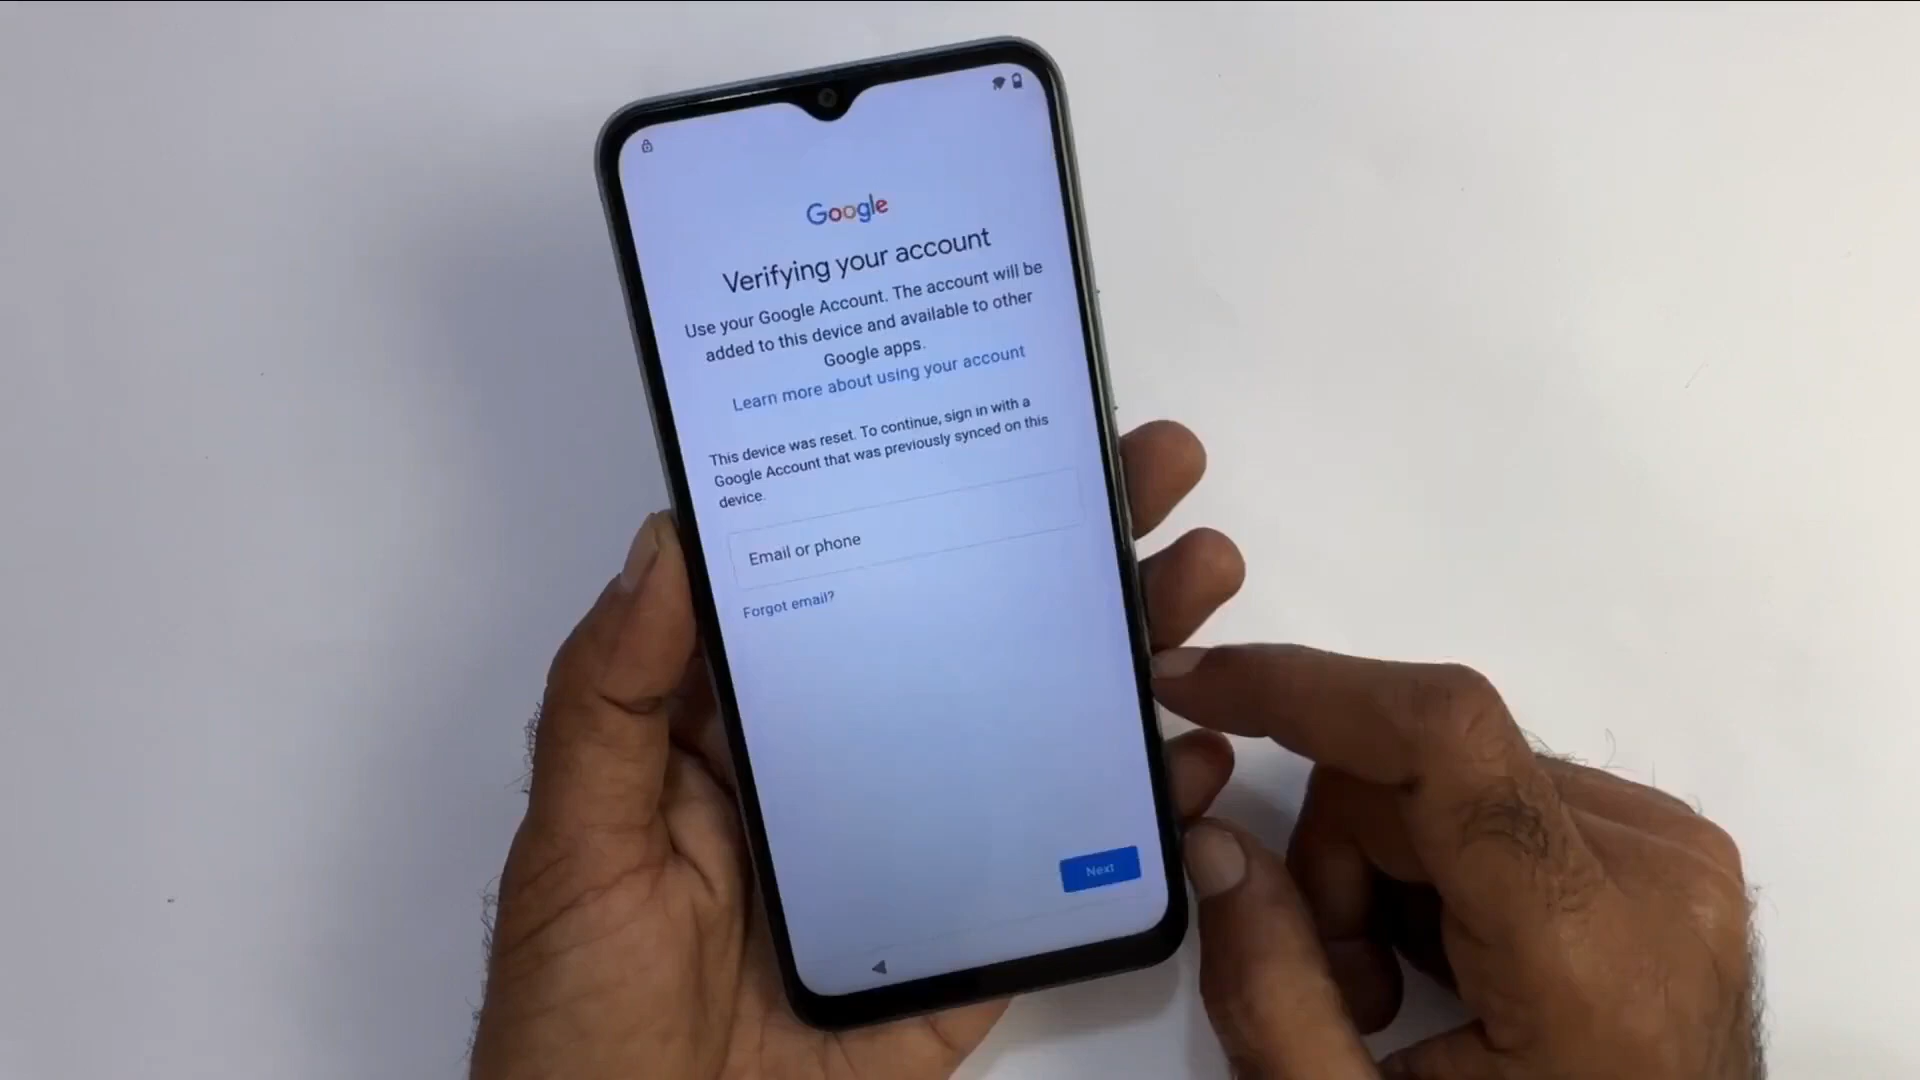 Google
Verifying your account
Use your Google Account. The account will be
added to this device and available to other
Google apps.
Learn more about using your account
This device was reset. To continue, sign in with a
Google Account that was previously synced on this
device.
Email or phone
Forgot email?
Next